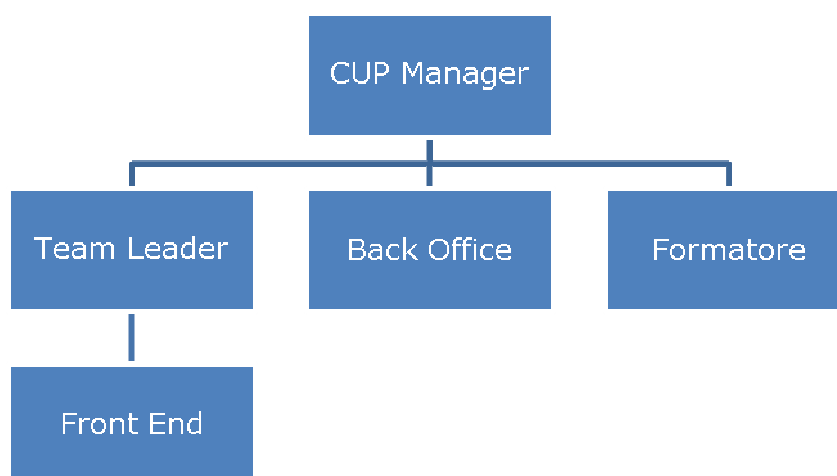 CUP Manager
Team Leader
Back Office
Formatore
Front End